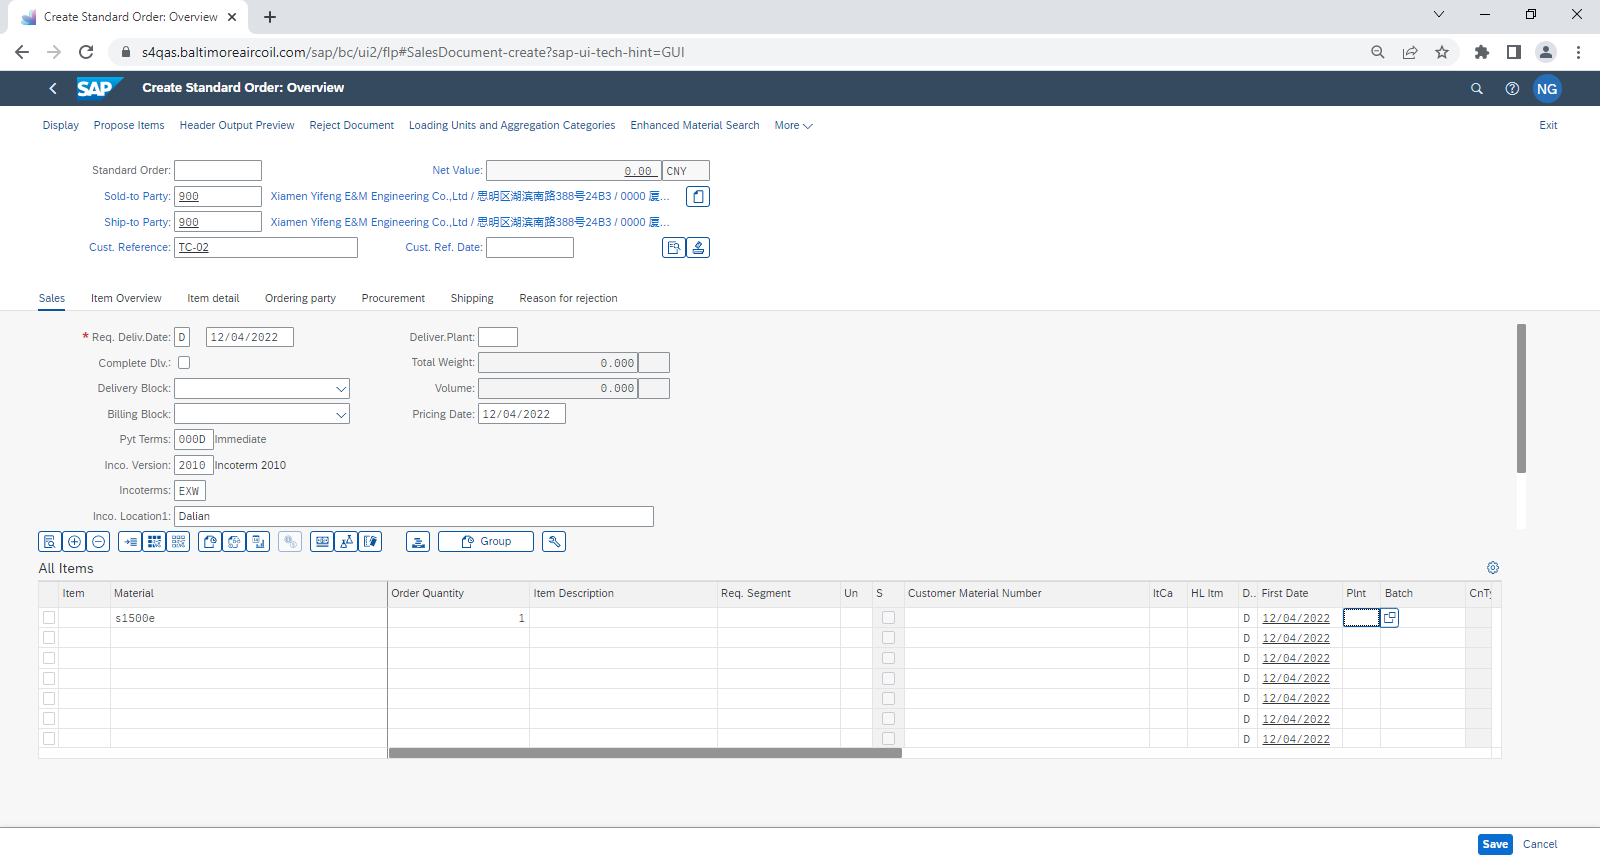 Create Standard Order: Overview
s4qas.baltimoreaircoil.com/sap/bc/ui2/flp#SalesDocument-create?sap-ui-tech-hint=GUI
SAP Create Standard Order: Overview NG
Display Propose Items Header Output Preview Reject Document Loading Units and Aggregation Categories Enhanced Material Search More Exit
Standard Order: Net Value: 0.00 CNY
Sold-to Party: 900 Xiamen Yifeng E&M Engineering Co.,Ltd / 思明区湖滨南路388号24B3 / 0000 厦...
Ship-to Party: 900 Xiamen Yifeng E&M Engineering Co.,Ltd / 思明区湖滨南路388号24B3 / 0000 厦...
Cust. Reference: TC-02 Cust. Ref. Date:
Sales Item Overview Item detail Ordering party Procurement Shipping Reason for rejection
* Req. Deliv.Date: D 12/04/2022 Deliver.Plant:
Complete Dlv.: Total Weight: 0.000
Delivery Block: Volume: 0.000
Billing Block: Pricing Date: 12/04/2022
Pyt Terms: 000D Immediate
Inco. Version: 2010 Incoterm 2010
Incoterms: EXW
Inco. Location1: Dalian
Group
All Items
Item Material Order Quantity Item Description Req. Segment Un S Customer Material Number ItCa HL Itm D.. First Date Plnt Batch CnTy
s1500e 1 D 12/04/2022
D 12/04/2022
D 12/04/2022
D 12/04/2022
D 12/04/2022
D 12/04/2022
D 12/04/2022
Save Cancel